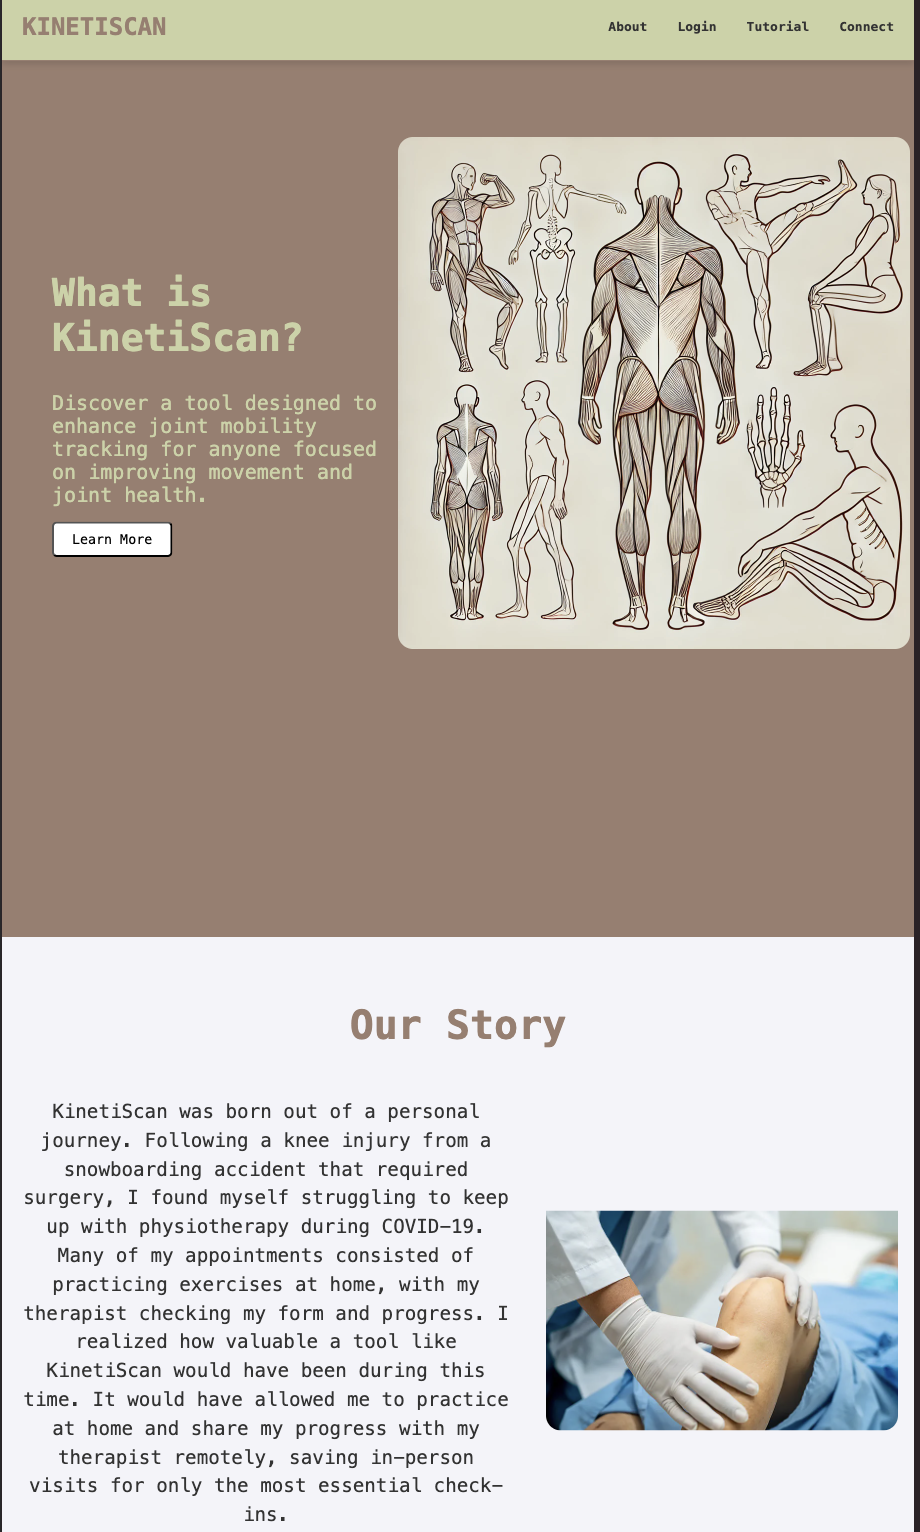 KINETISCAN
About Login Tutorial Connect
What is
KinetiScan?
Discover a tool designed to
enhance joint mobility
tracking for anyone focused
on improving movement and
joint health.
Learn More
Our Story
KinetiScan was born out of a personal
journey. Following a knee injury from a
snowboarding accident that required
surgery, I found myself struggling to keep
up with physiotherapy during COVID-19.
Many of my appointments consisted of
practicing exercises at home, with my
therapist checking my form and progress. I
realized how valuable a tool like
KinetiScan would have been during this
time. It would have allowed me to practice
at home and share my progress with my
therapist remotely, saving in-person
visits for only the most essential check-
ins.